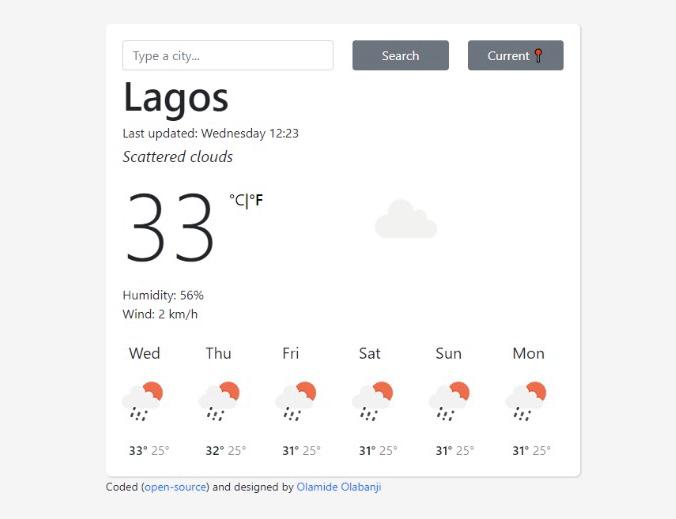 Type a city... Search Current
Lagos
Last updated: Wednesday 12:23
Scattered clouds
33 °C|°F
Humidity: 56%
Wind: 2 km/h
Wed Thu Fri Sat Sun Mon
33° 25° 32° 25° 31° 25° 31° 25° 31° 25° 31° 25°
Coded (open-source) and designed by Olamide Olabanji